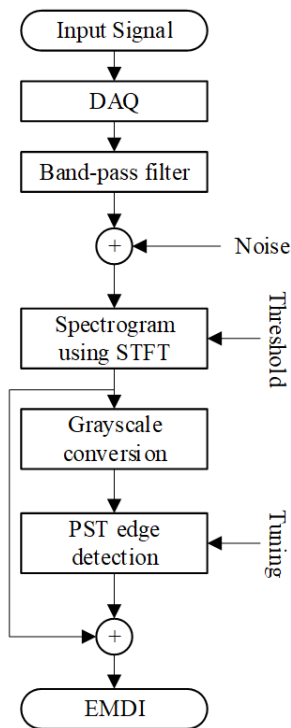 Input Signal
DAQ
Band-pass filter
+
Noise
Spectrogram
using STFT
Threshold
Grayscale
conversion
PST edge
detection
Tuning
+
EMDI